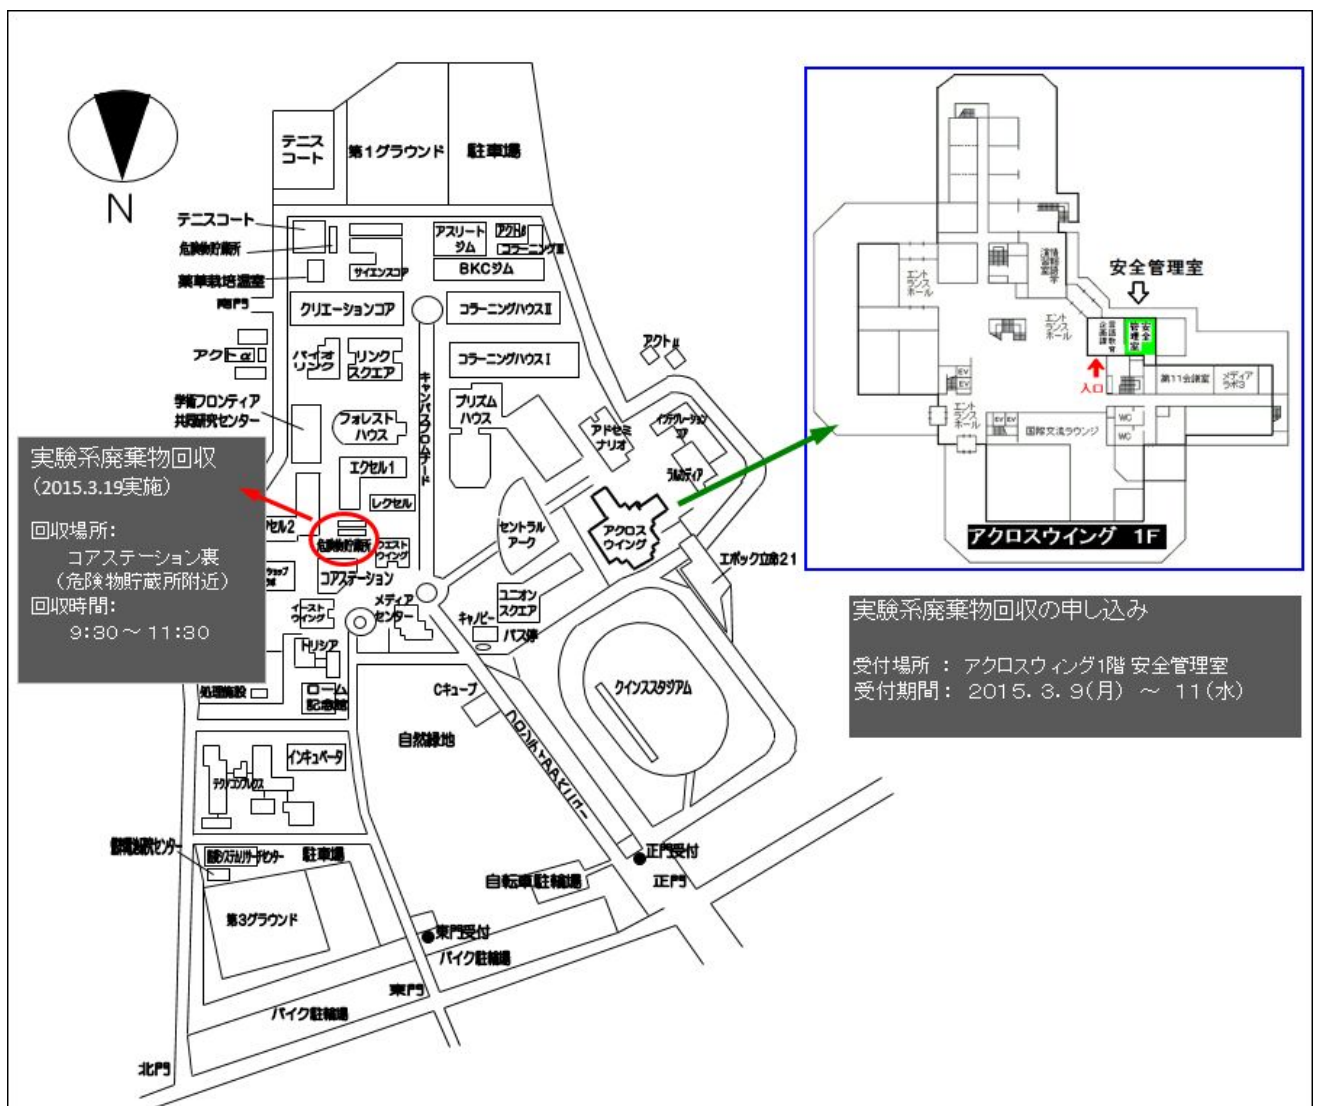 N
テニス
コート
第1グラウンド
駐車場
テニスコート
危険物貯蔵所
薬草栽培温室
アスリート
ジム
コラーニングⅢ
BKCジム
サイエンスコア
クリエーションコア
コラーニングハウスⅡ
アクトα
バイオ
リンク
リンク
スクエア
コラーニングハウスⅠ
アクトμ
学術フロンティア
共同研究センター
フォレスト
ハウス
キャンパスプロムナード
プリズム
ハウス
アドセミ
ナリオ
インテグレーション
コア
ラルカディア
エクセル1
レクセル
セル2
危険物貯蔵所
ウエスト
ウイング
コアステーション
セントラル
アーク
アクロス
ウイング
エポック立命21
イースト
ウイング
メディア
センター
ユニオン
スクエア
キャノピー
バス停
トリシア
処理施設
ローム
記念館
Cキューブ
クインススタジアム
自然緑地
インキュベータ
テクノコンプレクス
駐車場
正門受付
正門
自転車駐輪場
第3グラウンド
東門受付
バイク駐輪場
東門
バイク駐輪場
北門
実験系廃棄物回収
（2015.3.19実施）
回収場所：
コアステーション裏
（危険物貯蔵所附近）
回収時間：
9:30～11:30
安全管理室
情報語学
演習室
エント
ランス
ホール
エント
ランス
ホール
言語教育
企画課
安全
管理室
入口
第11会議室
メディア
ラボ3
EV
EV
エント
ランス
ホール
EV
EV
国際交流ラウンジ
WC
WC
アクロスウイング 1F
実験系廃棄物回収の申し込み
受付場所 ： アクロスウィング1階 安全管理室
受付期間： 2015. 3. 9(月) ～ 11(水)